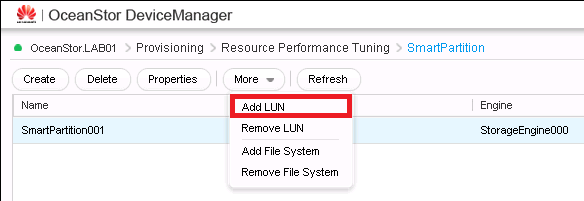 HUAWEI OceanStor DeviceManager
OceanStor.LAB01 > Provisioning > Resource Performance Tuning > SmartPartition
Create Delete Properties More Refresh
Name Engine
Add LUN
SmartPartition001 StorageEngine000
Remove LUN
Add File System
Remove File System